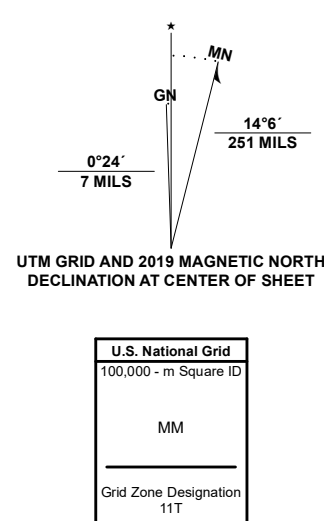 ★
MN
GN
14°6´
251 MILS
0°24´
7 MILS
UTM GRID AND 2019 MAGNETIC NORTH
DECLINATION AT CENTER OF SHEET
U.S. National Grid
100,000 - m Square ID
MM
Grid Zone Designation
11T